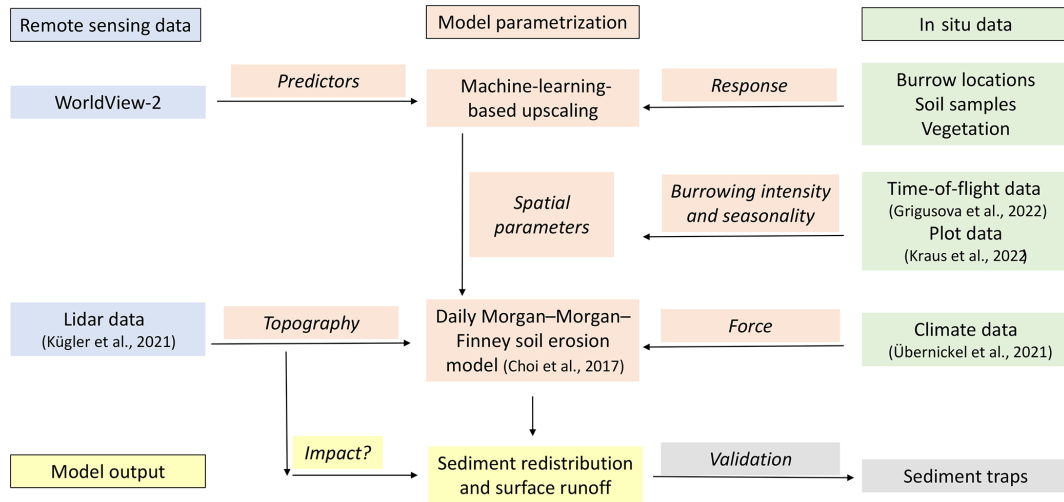 Remote sensing data
Model parametrization
In situ data
WorldView-2
Predictors
Machine-learning-
based upscaling
Response
Burrow locations
Soil samples
Vegetation
Spatial
parameters
Burrowing intensity
and seasonality
Time-of-flight data
(Grigusova et al., 2022)
Plot data
(Kraus et al., 2022)
Lidar data
(Kügler et al., 2021)
Topography
Daily Morgan–Morgan–
Finney soil erosion
model (Choi et al., 2017)
Force
Climate data
(Übernickel et al., 2021)
Model output
Impact?
Sediment redistribution
and surface runoff
Validation
Sediment traps